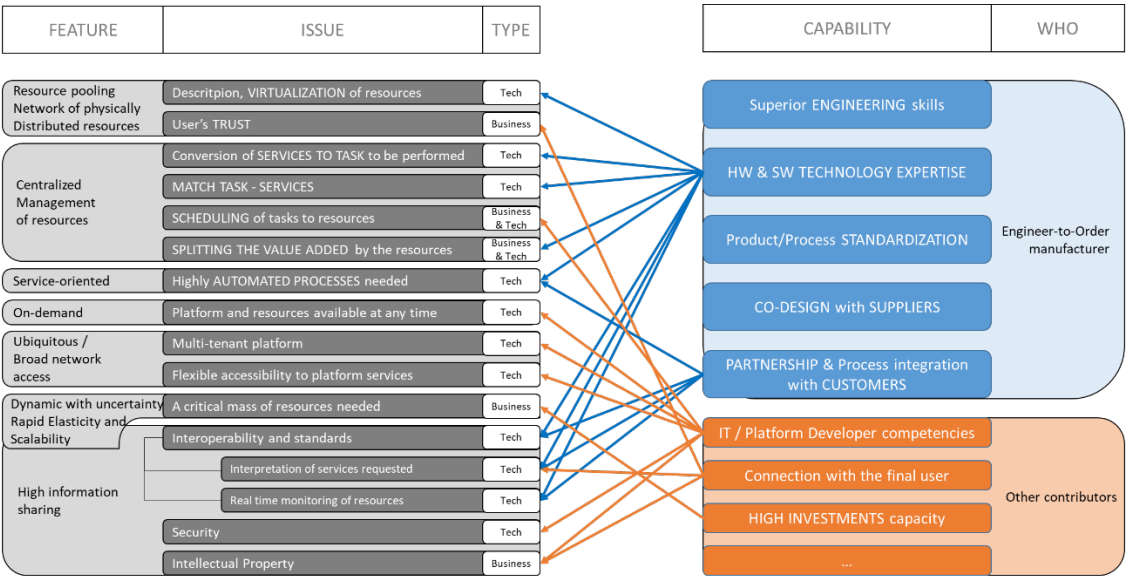 FEATURE
ISSUE
TYPE
CAPABILITY
WHO
Resource pooling
Network of physically
Distributed resources
Descritpion, VIRTUALIZATION of resources
Tech
User's TRUST
Business
Centralized
Management
of resources
Conversion of SERVICES TO TASK to be performed
Tech
MATCH TASK - SERVICES
Tech
SCHEDULING of tasks to resources
Business
& Tech
SPLITTING THE VALUE ADDED by the resources
Business
& Tech
Service-oriented
Highly AUTOMATED PROCESSES needed
Tech
On-demand
Platform and resources available at any time
Tech
Ubiquitous /
Broad network
access
Multi-tenant platform
Tech
Flexible accessibility to platform services
Tech
Dynamic with uncertainty
Rapid Elasticity and
Scalability
A critical mass of resources needed
Business
High information
sharing
Interoperability and standards
Tech
Interpretation of services requested
Tech
Real time monitoring of resources
Tech
Security
Tech
Intellectual Property
Business
Superior ENGINEERING skills
HW & SW TECHNOLOGY EXPERTISE
Product/Process STANDARDIZATION
CO-DESIGN with SUPPLIERS
PARTNERSHIP & Process integration
with CUSTOMERS
Engineer-to-Order
manufacturer
IT / Platform Developer competencies
Connection with the final user
HIGH INVESTMENTS capacity
...
Other contributors